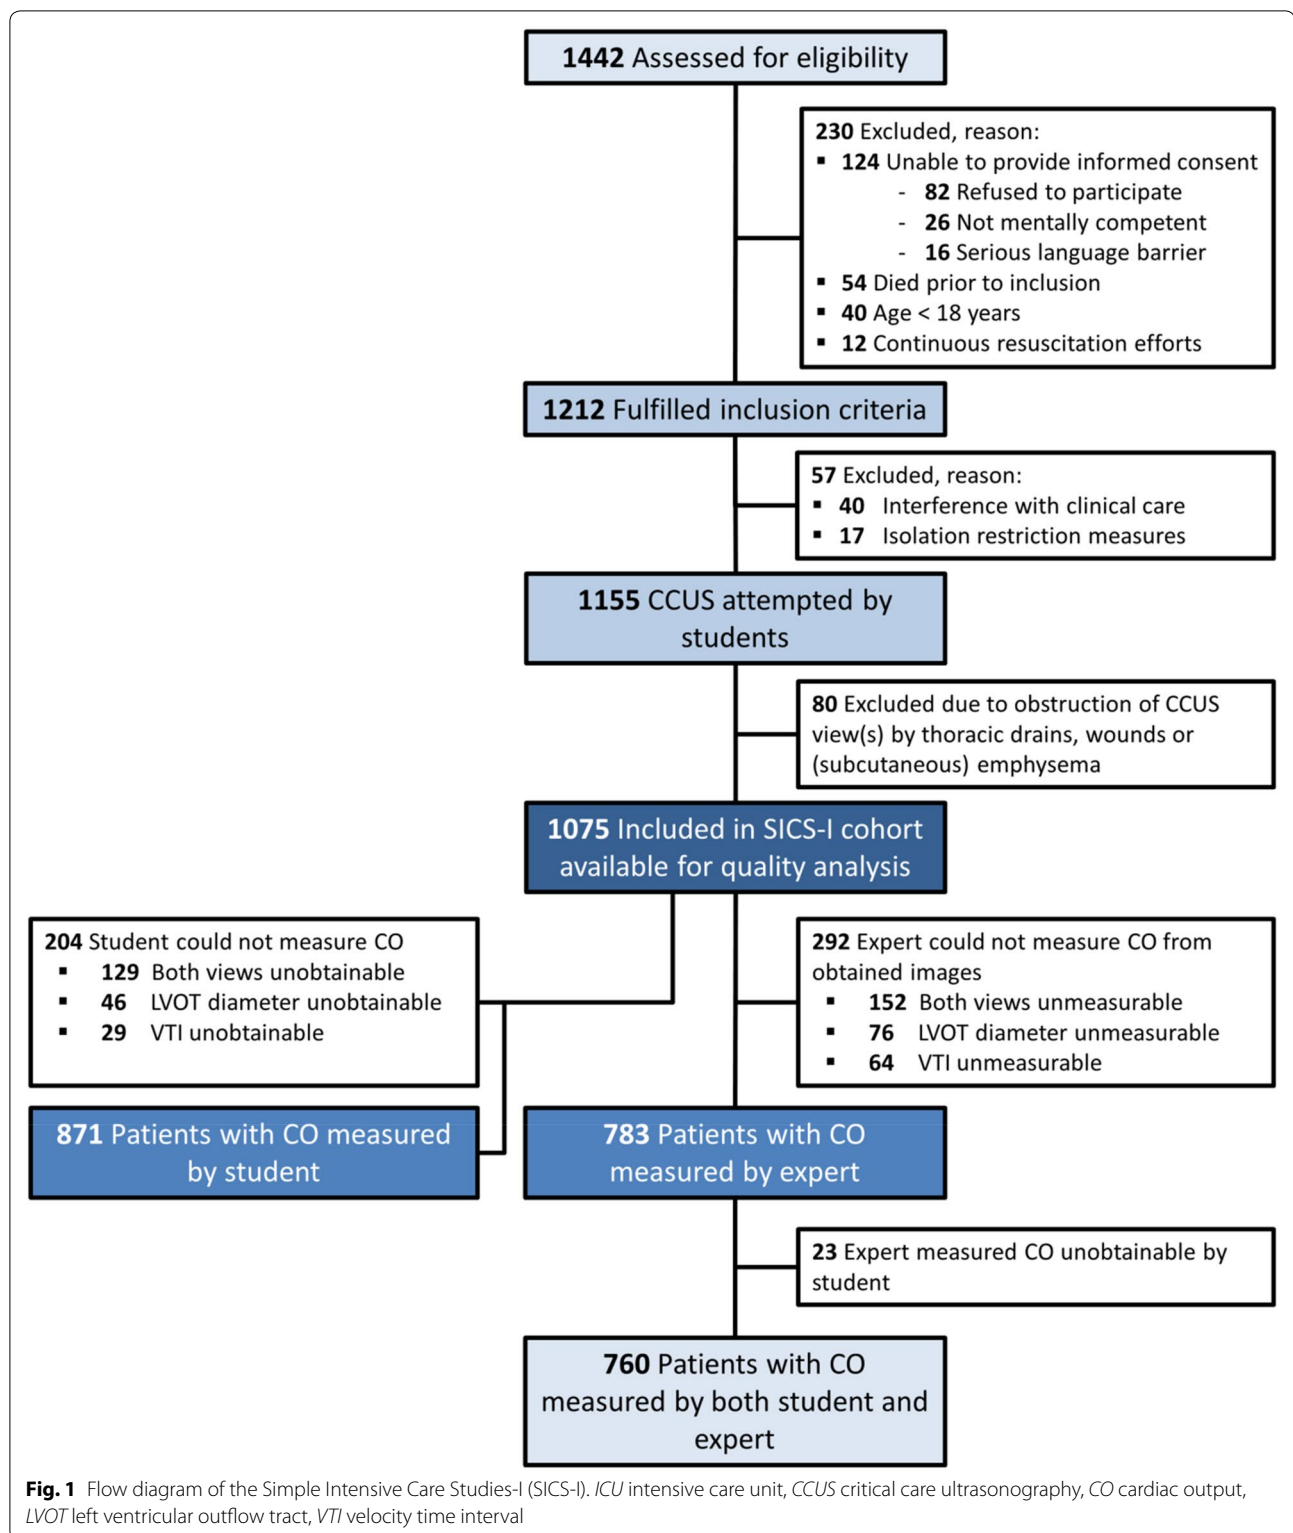 1442 Assessed for eligibility
230 Excluded, reason:
▪ 124 Unable to provide informed consent
- 82 Refused to participate
- 26 Not mentally competent
- 16 Serious language barrier
▪ 54 Died prior to inclusion
▪ 40 Age < 18 years
▪ 12 Continuous resuscitation efforts
1212 Fulfilled inclusion criteria
57 Excluded, reason:
▪ 40 Interference with clinical care
▪ 17 Isolation restriction measures
1155 CCUS attempted by
students
80 Excluded due to obstruction of CCUS
view(s) by thoracic drains, wounds or
(subcutaneous) emphysema
1075 Included in SICS-I cohort
available for quality analysis
204 Student could not measure CO
▪ 129 Both views unobtainable
▪ 46 LVOT diameter unobtainable
▪ 29 VTI unobtainable
292 Expert could not measure CO from
obtained images
▪ 152 Both views unmeasurable
▪ 76 LVOT diameter unmeasurable
▪ 64 VTI unmeasurable
871 Patients with CO measured
by student
783 Patients with CO
measured by expert
23 Expert measured CO unobtainable by
student
760 Patients with CO
measured by both student and
expert
Fig. 1 Flow diagram of the Simple Intensive Care Studies-I (SICS-I). ICU intensive care unit, CCUS critical care ultrasonography, CO cardiac output,
LVOT left ventricular outflow tract, VTI velocity time interval